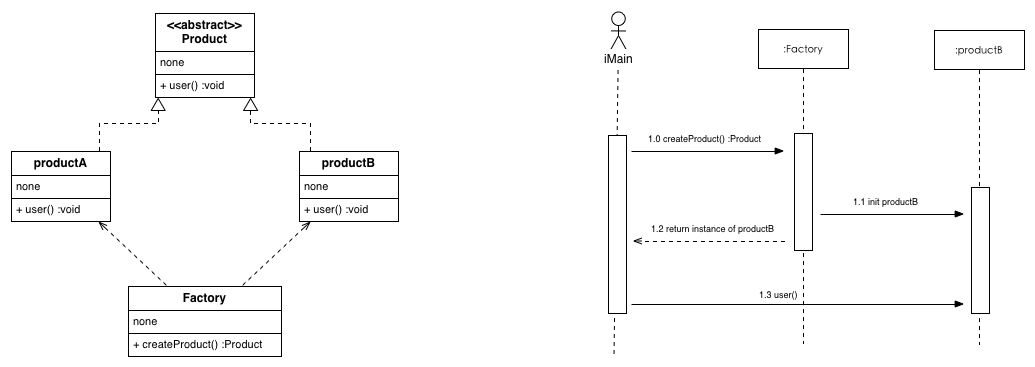 <<abstract>>
Product
none
+ user() :void
productA
none
+ user() :void
productB
none
+ user() :void
Factory
none
+ createProduct() :Product
iMain
:Factory
:productB
1.0 createProduct() :Product
1.1 init productB
1.2 return instance of productB
1.3 user()